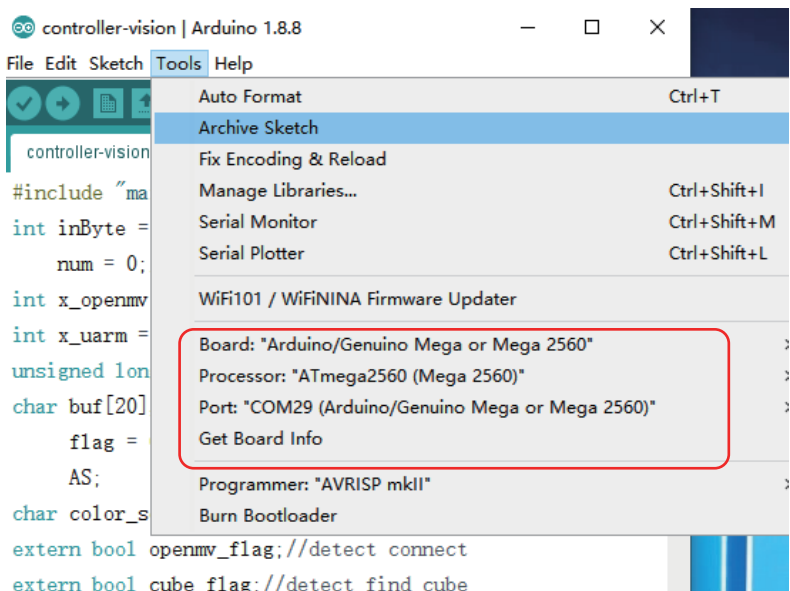 controller-vision | Arduino 1.8.8
File Edit Sketch Tools Help
Auto Format Ctrl+T
Archive Sketch
controller-vision
Fix Encoding & Reload
#include "ma
Manage Libraries... Ctrl+Shift+I
int inByte =
Serial Monitor Ctrl+Shift+M
num = 0;
Serial Plotter Ctrl+Shift+L
int x_openmv
WiFi101 / WiFiNINA Firmware Updater
int x_uarm =
Board: "Arduino/Genuino Mega or Mega 2560"
unsigned lon
Processor: "ATmega2560 (Mega 2560)"
char buf[20]
Port: "COM29 (Arduino/Genuino Mega or Mega 2560)"
flag =
Get Board Info
AS;
Programmer: "AVRISP mkII"
char color_s
Burn Bootloader
extern bool openmv_flag;//detect connect
extern bool cube_flag;//detect find cube